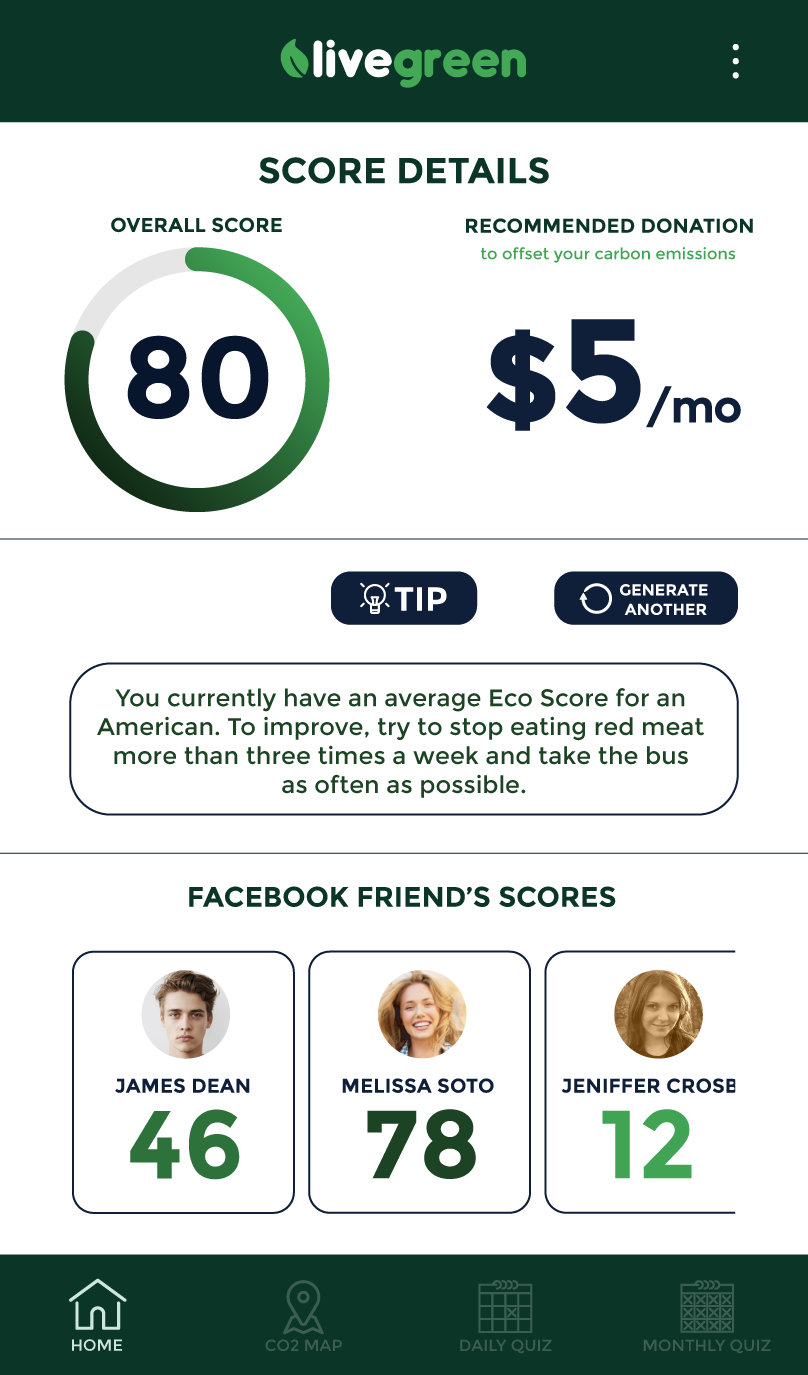 livegreen
SCORE DETAILS
OVERALL SCORE
80
RECOMMENDED DONATION
to offset your carbon emissions
$5/mo
TIP
GENERATE
ANOTHER
You currently have an average Eco Score for an
American. To improve, try to stop eating red meat
more than three times a week and take the bus
as often as possible.
FACEBOOK FRIEND'S SCORES
JAMES DEAN
46
MELISSA SOTO
78
JENIFFER CROSB
12
HOME
CO2 MAP
DAILY QUIZ
MONTHLY QUIZ